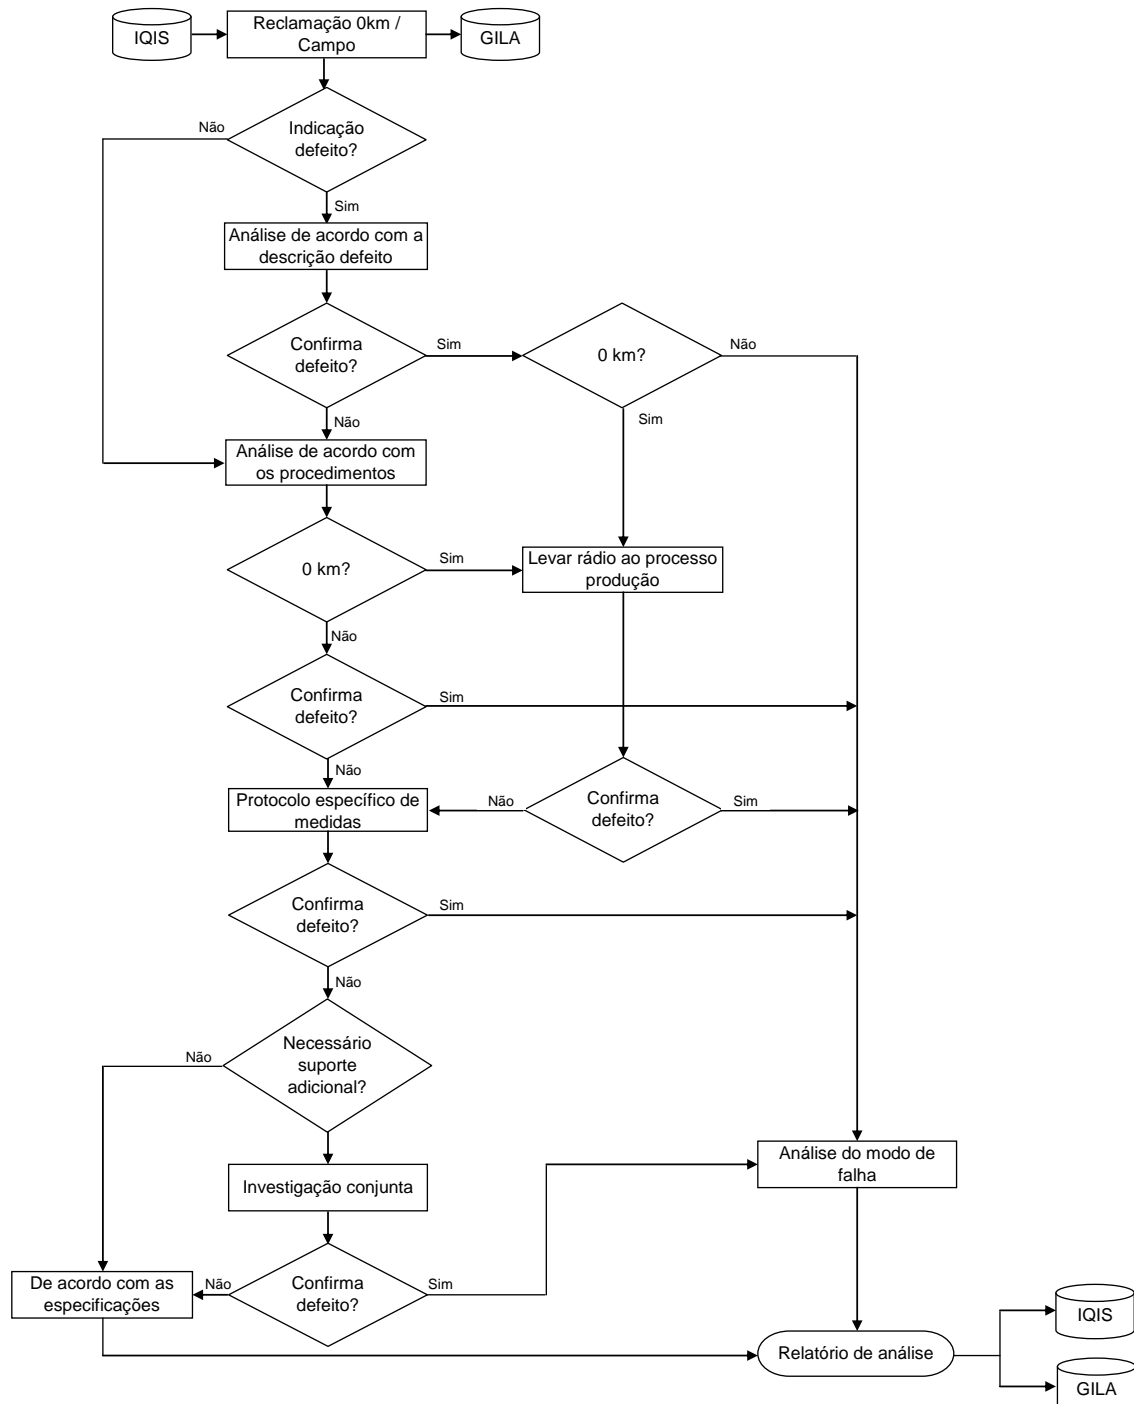 IQIS
Reclamação 0km /
Campo
GILA
Não
Indicação
defeito?
Sim
Análise de acordo com a
descrição defeito
Confirma
defeito?
Sim
0 km?
Não
Não
Sim
Análise de acordo com
os procedimentos
0 km?
Sim
Levar rádio ao processo
produção
Não
Confirma
defeito?
Sim
Não
Protocolo específico de
medidas
Não
Confirma
defeito?
Sim
Confirma
defeito?
Sim
Não
Necessário
suporte
adicional?
Não
Análise do modo de
falha
Investigação conjunta
De acordo com as
especificações
Não
Confirma
defeito?
Sim
IQIS
Relatório de análise
GILA